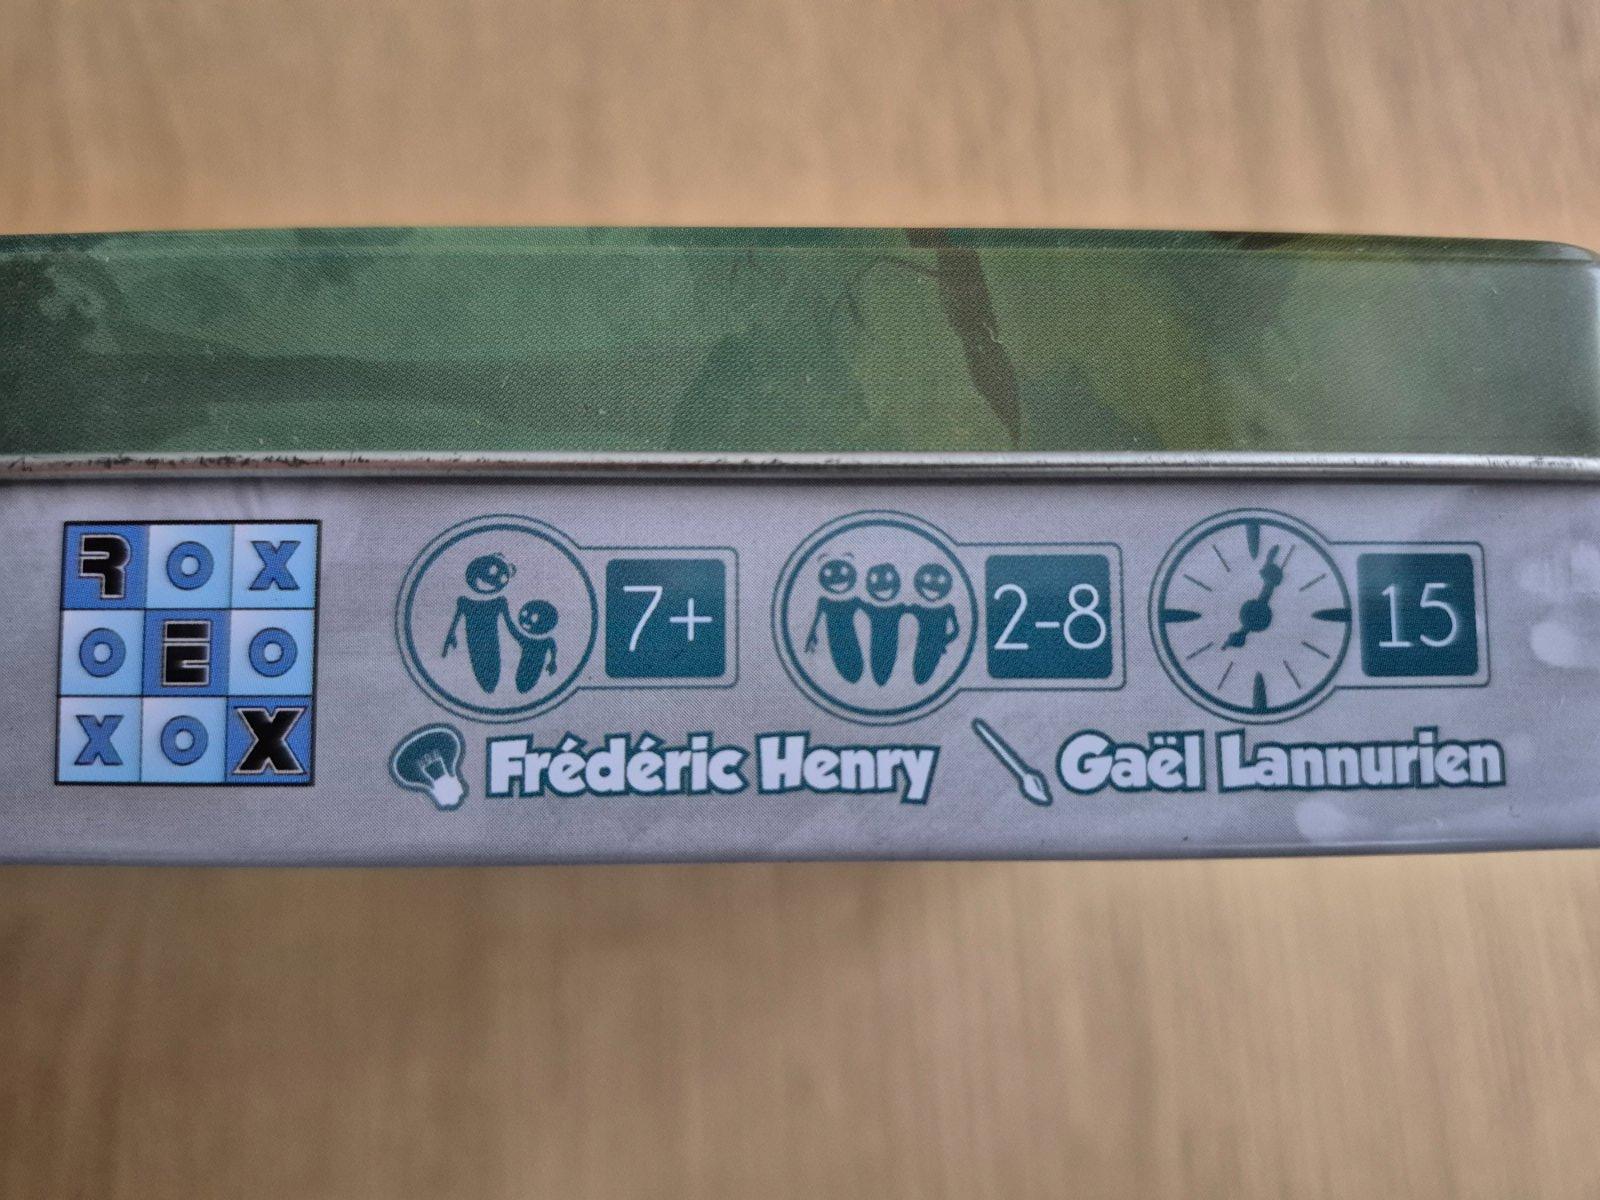 R O X
O E O
X O X
7+
2-8
15
Frédéric Henry
Gaël Lannurien